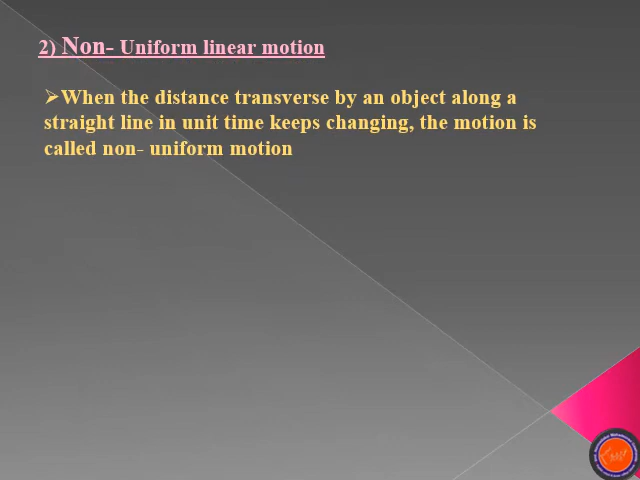 2) Non- Uniform linear motion
➢When the distance transverse by an object along a
straight line in unit time keeps changing, the motion is
called non- uniform motion